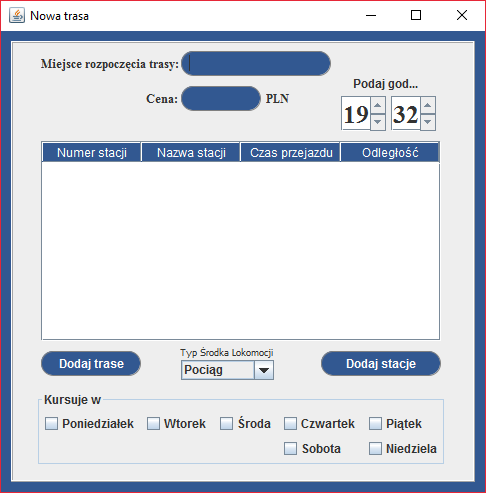 Nowa trasa
Miejsce rozpoczęcia trasy:
Cena: PLN
Podaj god...
19 32
Numer stacji Nazwa stacji Czas przejazdu Odległość
Dodaj trase
Typ Środka Lokomocji
Pociąg
Dodaj stacje
Kursuje w
Poniedziałek Wtorek Środa Czwartek Piątek
Sobota Niedziela